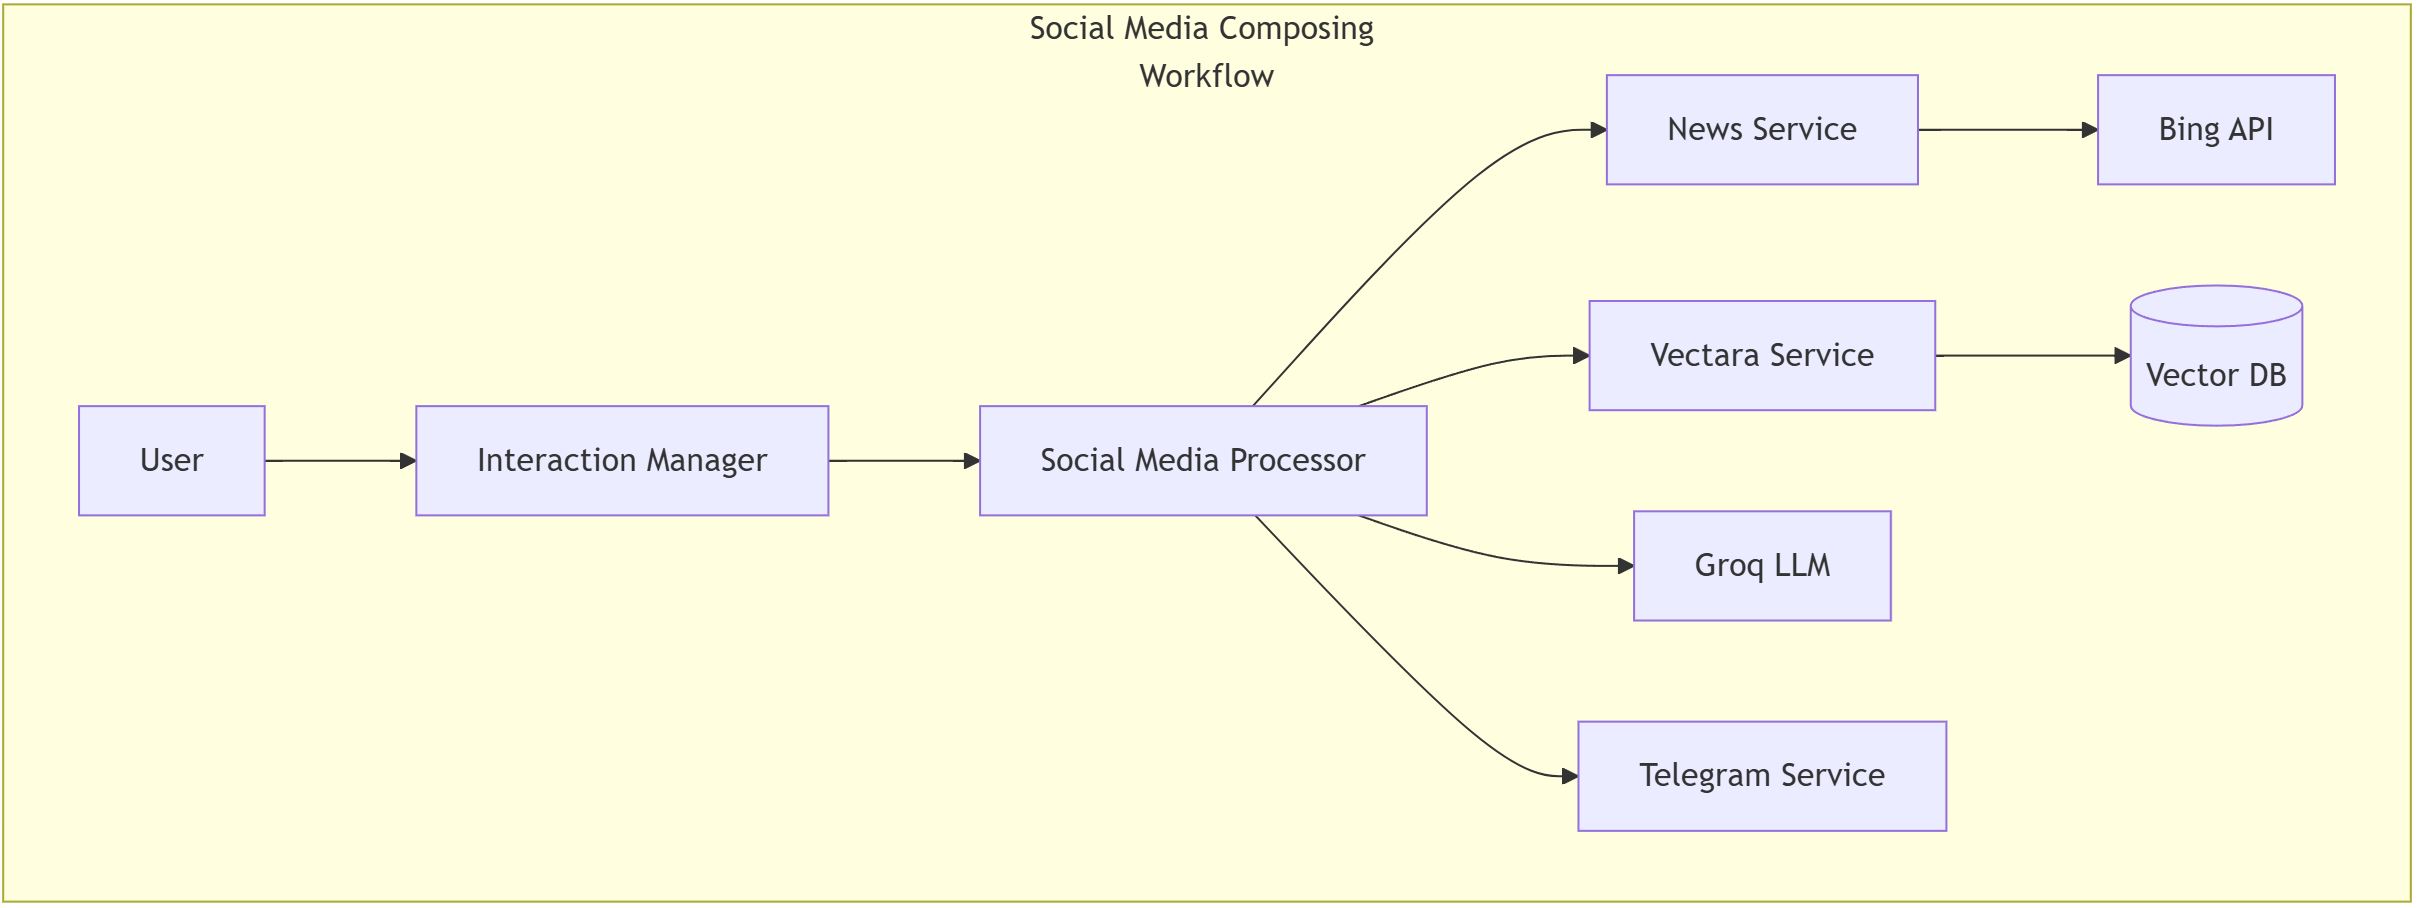 Social Media Composing
Workflow
News Service
Bing API
Vectara Service
Vector DB
User
Interaction Manager
Social Media Processor
Groq LLM
Telegram Service